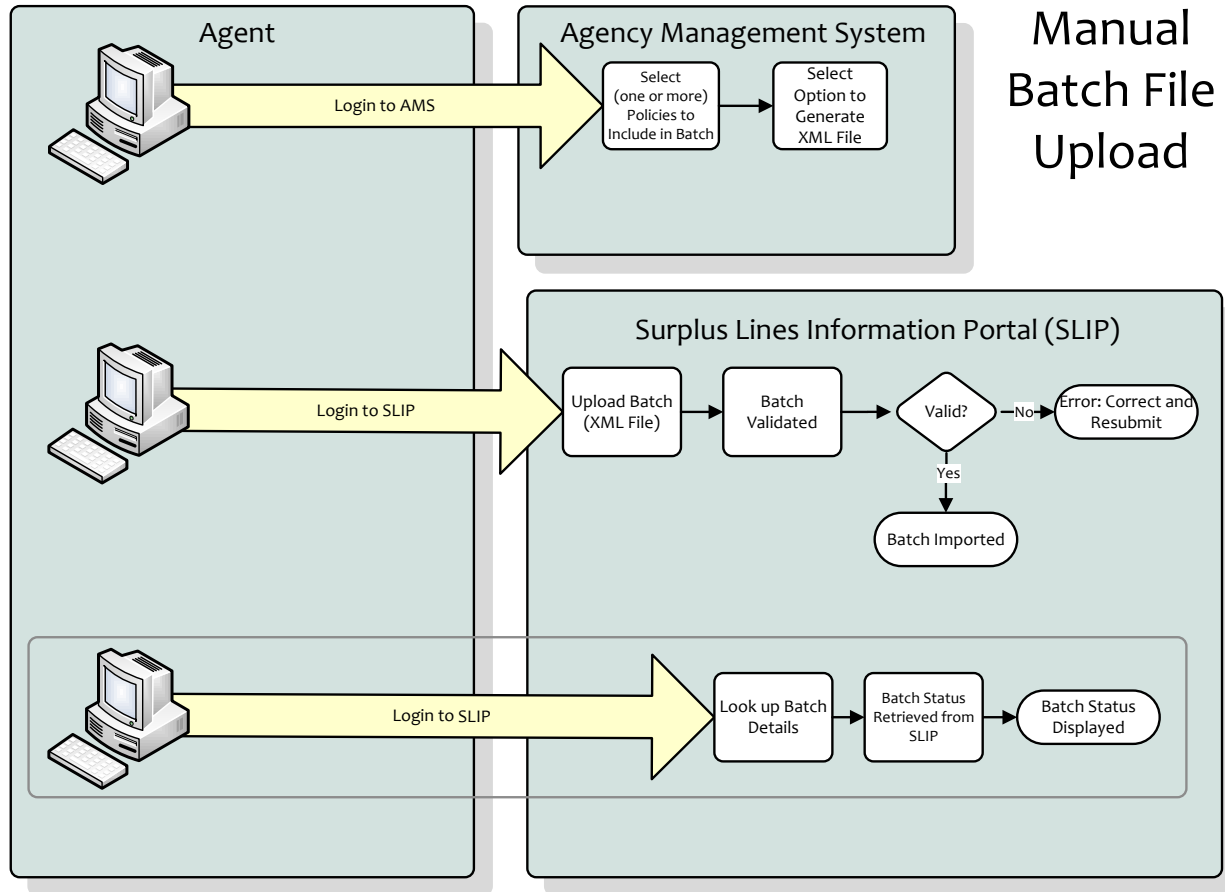 Manual
Batch File
Upload
Agent
Agency Management System
Login to AMS
Select
(one or more)
Policies to
Include in Batch
Select
Option to
Generate
XML File
Surplus Lines Information Portal (SLIP)
Login to SLIP
Upload Batch
(XML File)
Batch
Validated
Valid?
No
Error: Correct and
Resubmit
Yes
Batch Imported
Login to SLIP
Look up Batch
Details
Batch Status
Retrieved from
SLIP
Batch Status
Displayed